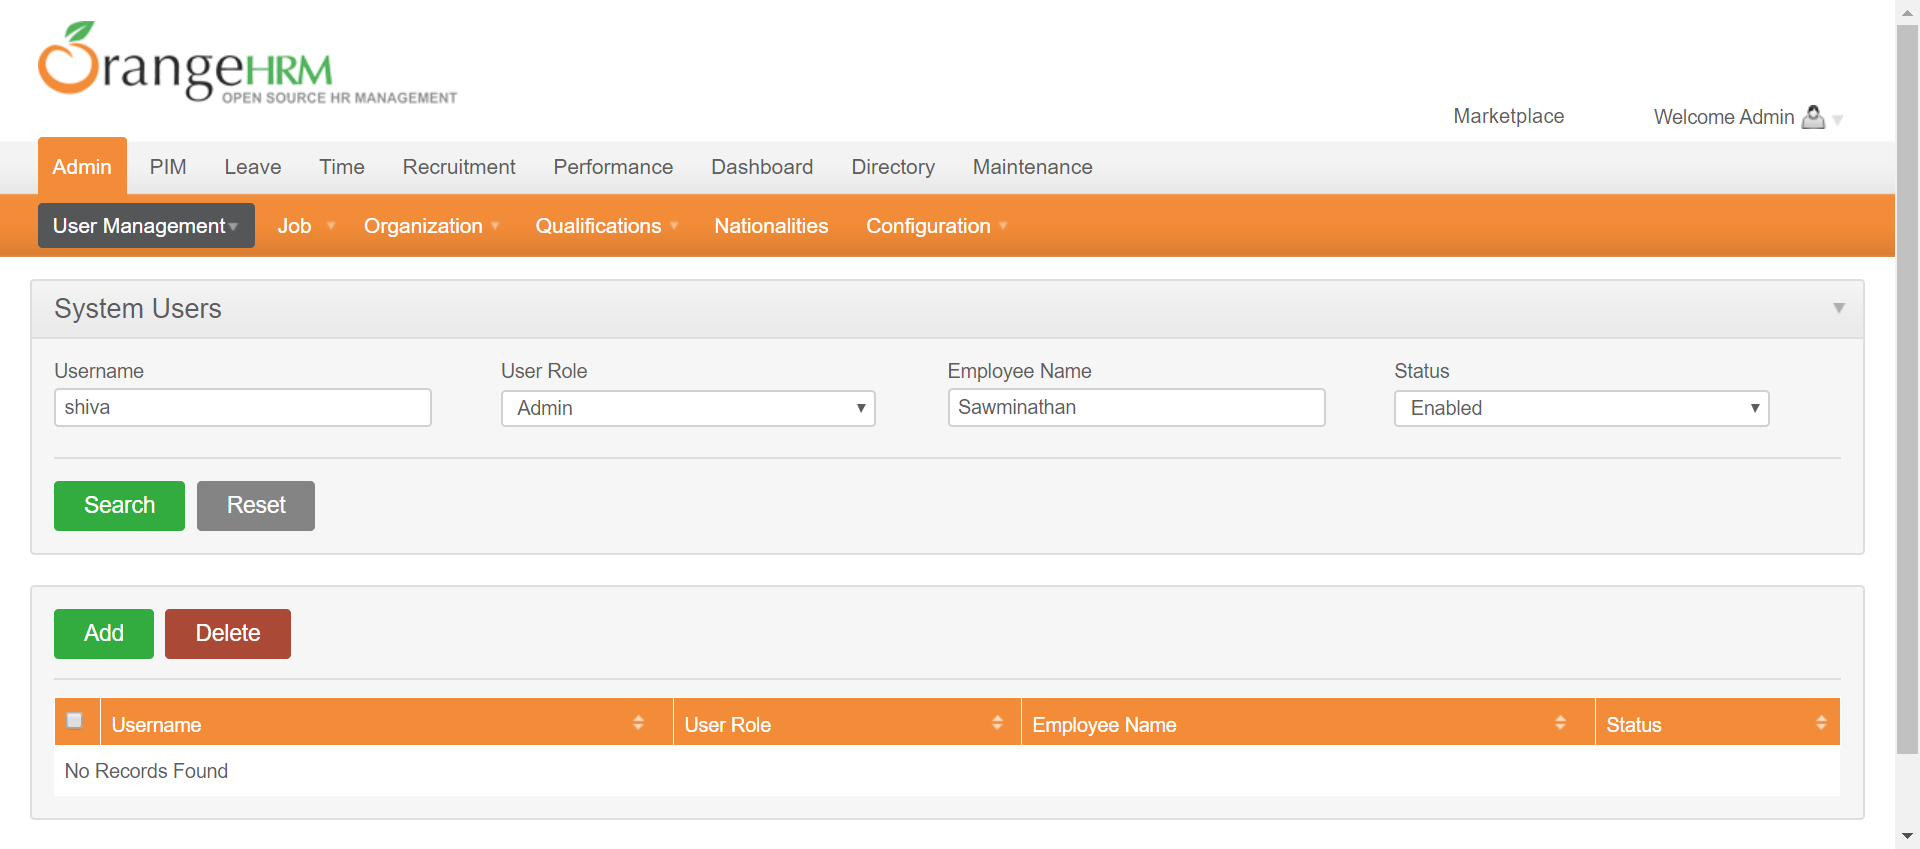 OrangeHRM
OPEN SOURCE HR MANAGEMENT
Marketplace Welcome Admin
Admin PIM Leave Time Recruitment Performance Dashboard Directory Maintenance
User Management Job Organization Qualifications Nationalities Configuration
System Users
Username User Role Employee Name Status
shiva Admin Sawminathan Enabled
Search Reset
Add Delete
Username User Role Employee Name Status
No Records Found